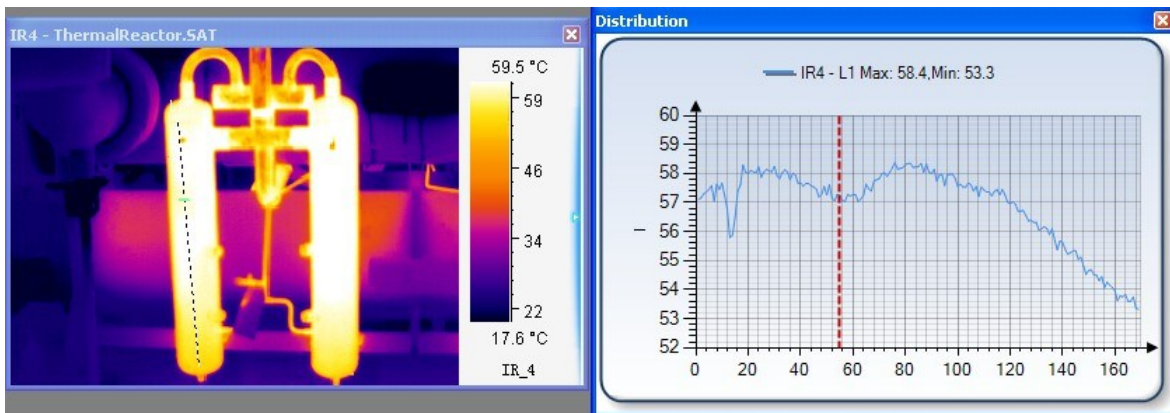 IR4 - ThermalReactor.SAT
59.5 °C
59
46
34
22
17.6 °C
IR_4
Distribution
IR4 - L1 Max: 58.4,Min: 53.3
60
59
58
57
I
56
55
54
53
52
0 20 40 60 80 100 120 140 160